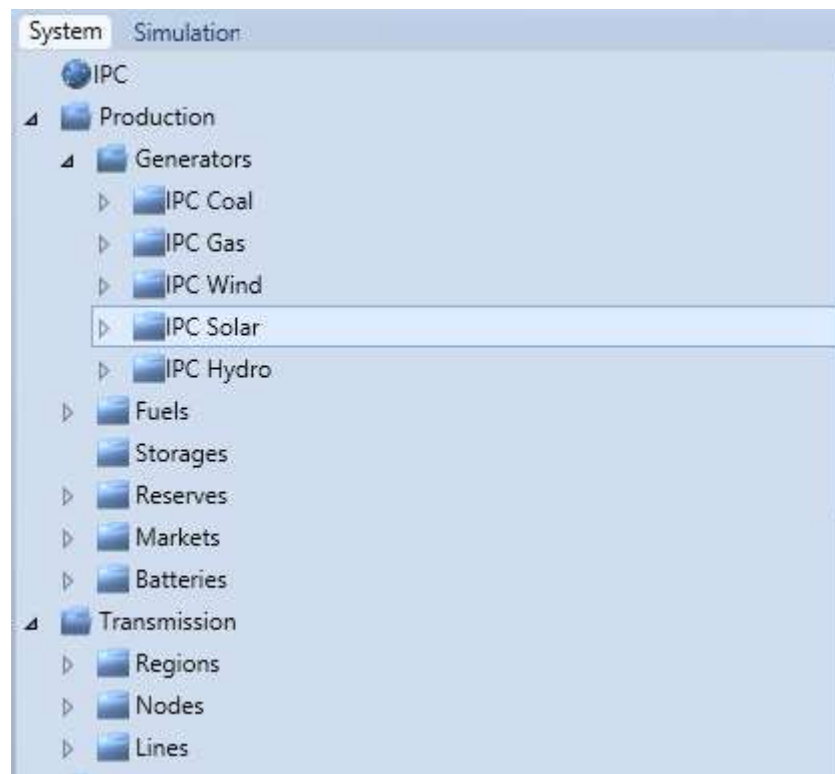 System Simulation
IPC
Production
Generators
IPC Coal
IPC Gas
IPC Wind
IPC Solar
IPC Hydro
Fuels
Storages
Reserves
Markets
Batteries
Transmission
Regions
Nodes
Lines